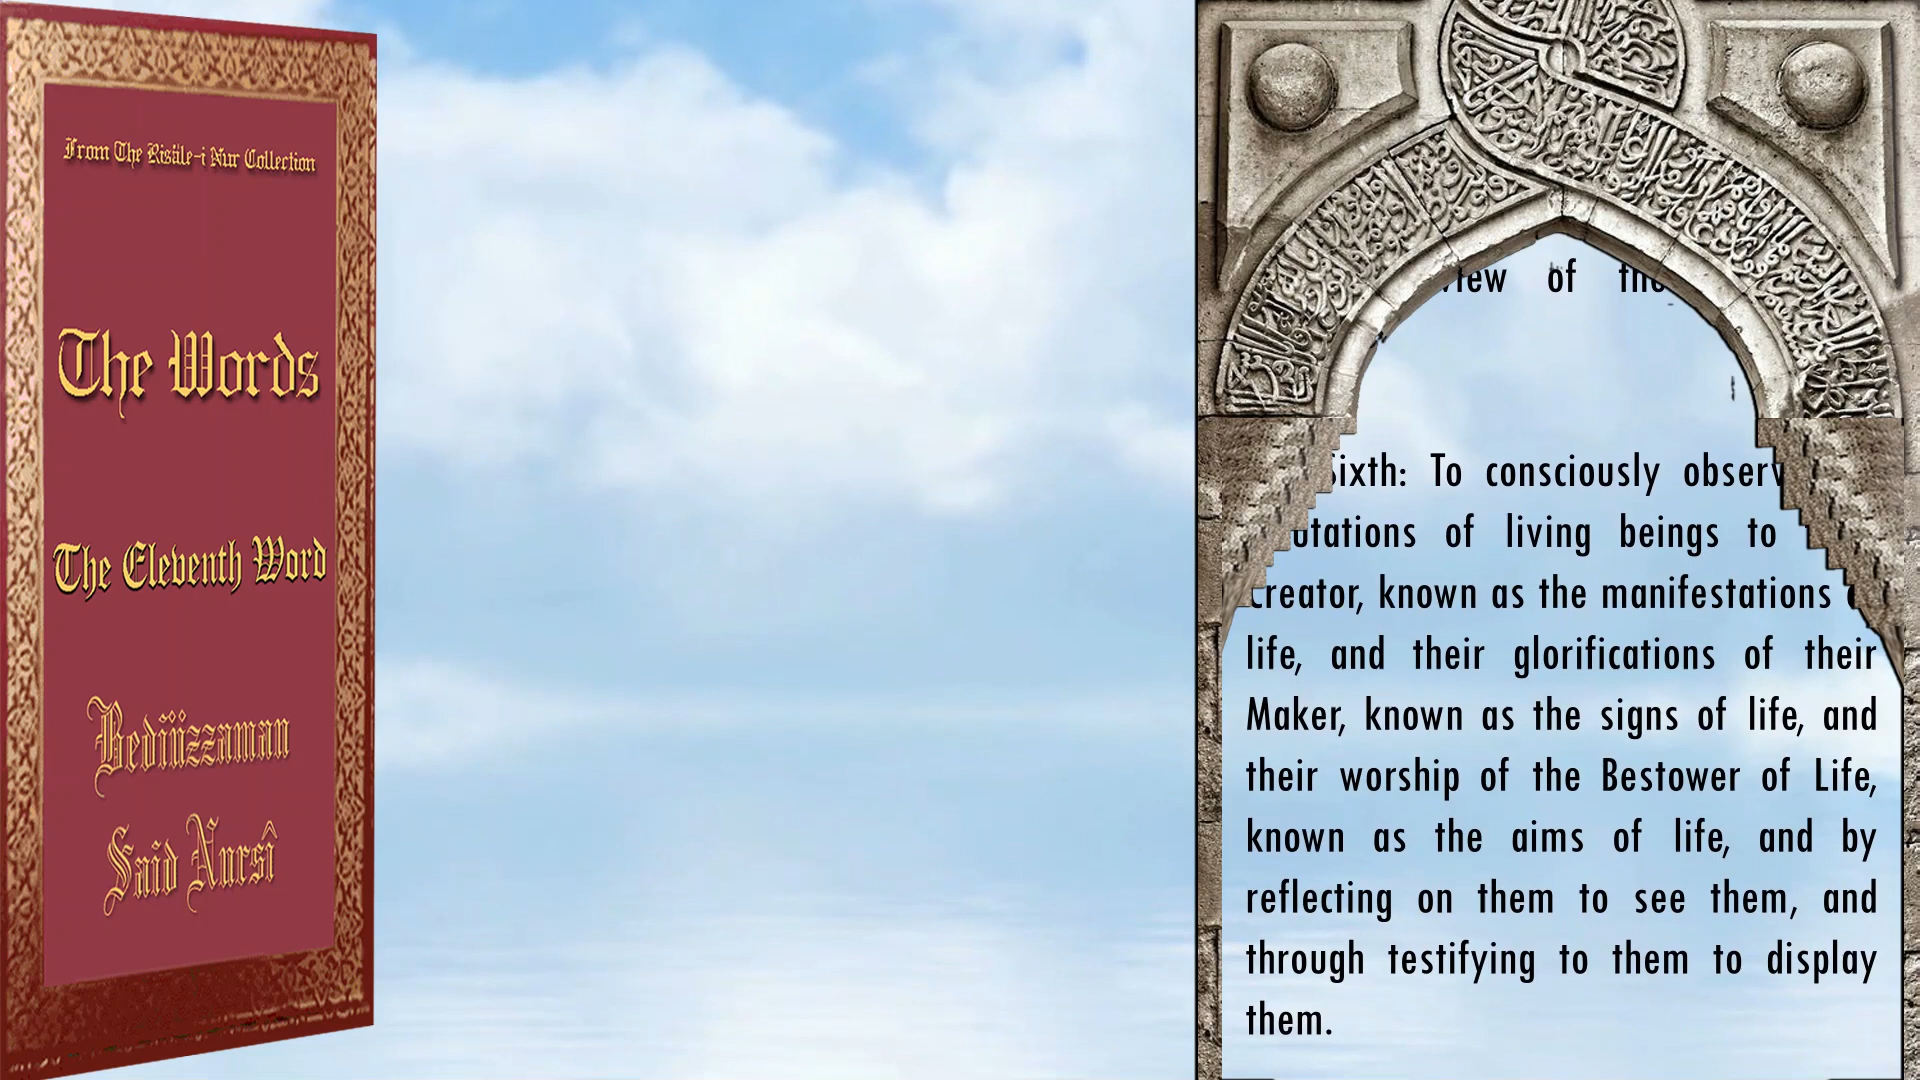 From The Risâle-i Nur Collection
The Words
The Eleventh Word
Bediüzzaman
Said Nursî
of
Sixth: To consciously
of living beings to
Creator, known as the manifestations
life, and their glorifications of their
Maker, known as the signs of life, and
their worship of the Bestower of Life,
known as the aims of life, and by
reflecting on them to see them, and
through testifying to them to display
them.